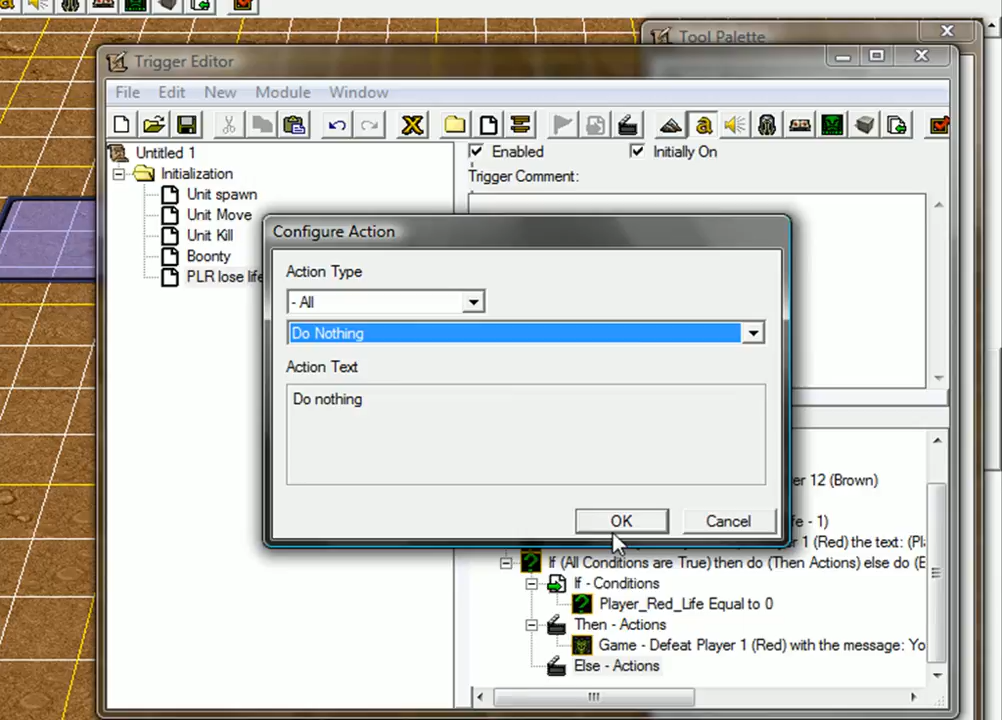 Tool Palette
Trigger Editor
File Edit New Module Window
Untitled 1
Enabled
Initially On
Initialization
Trigger Comment:
Unit spawn
Unit Move
Unit Kill
Boonty
PLR lose life
Configure Action
Action Type
- All
Do Nothing
Action Text
Do nothing
OK
Cancel
er 12 (Brown)
fe - 1)
er 1 (Red) the text: (Pl
If (All Conditions are True) then do (Then Actions) else do (E
If - Conditions
Player_Red_Life Equal to 0
Then - Actions
Game - Defeat Player 1 (Red) with the message: Yo
Else - Actions